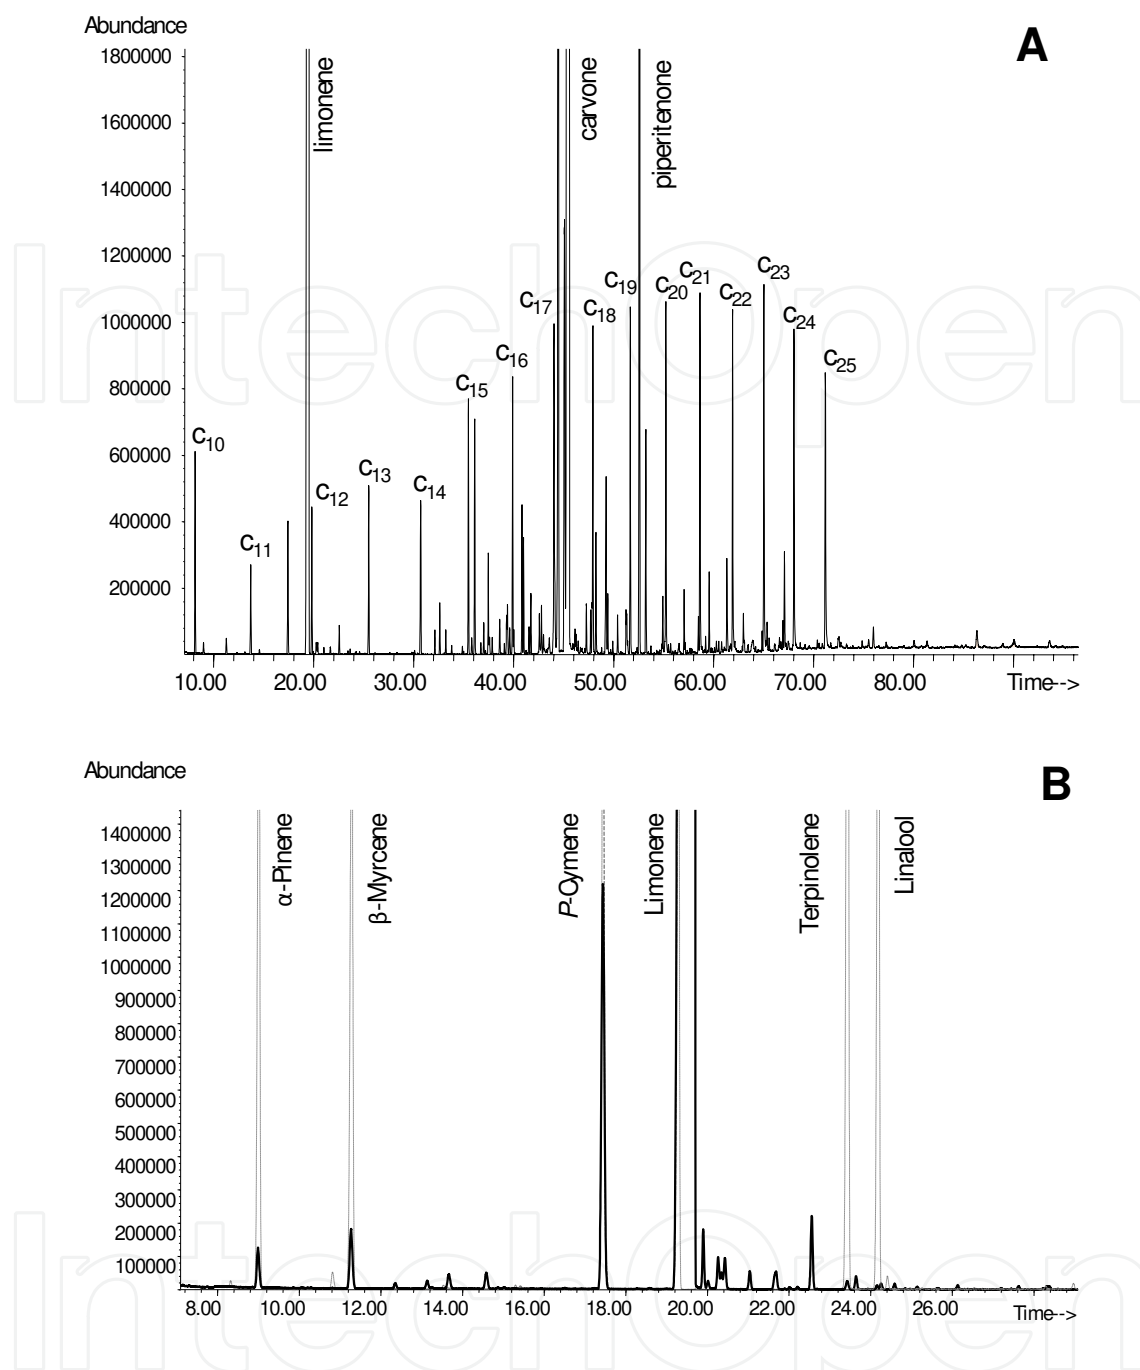 Abundance
A
1800000
1600000
1400000
1200000
1000000
800000
600000
400000
200000
limonene
carvone
piperitenone
C10
C11
C12
C13
C14
C15
C16
C17
C18
C19
C20
C21
C22
C23
C24
C25
10.00 20.00 30.00 40.00 50.00 60.00 70.00 80.00 Time-->
IntechOpen
Abundance
B
1400000
1300000
1200000
1100000
1000000
900000
800000
700000
600000
500000
400000
300000
200000
100000
α-Pinene
β-Myrcene
P-Cymene
Limonene
Terpinolene
Linalool
8.00 10.00 12.00 14.00 16.00 18.00 20.00 22.00 24.00 26.00 Time-->
IntechOpen